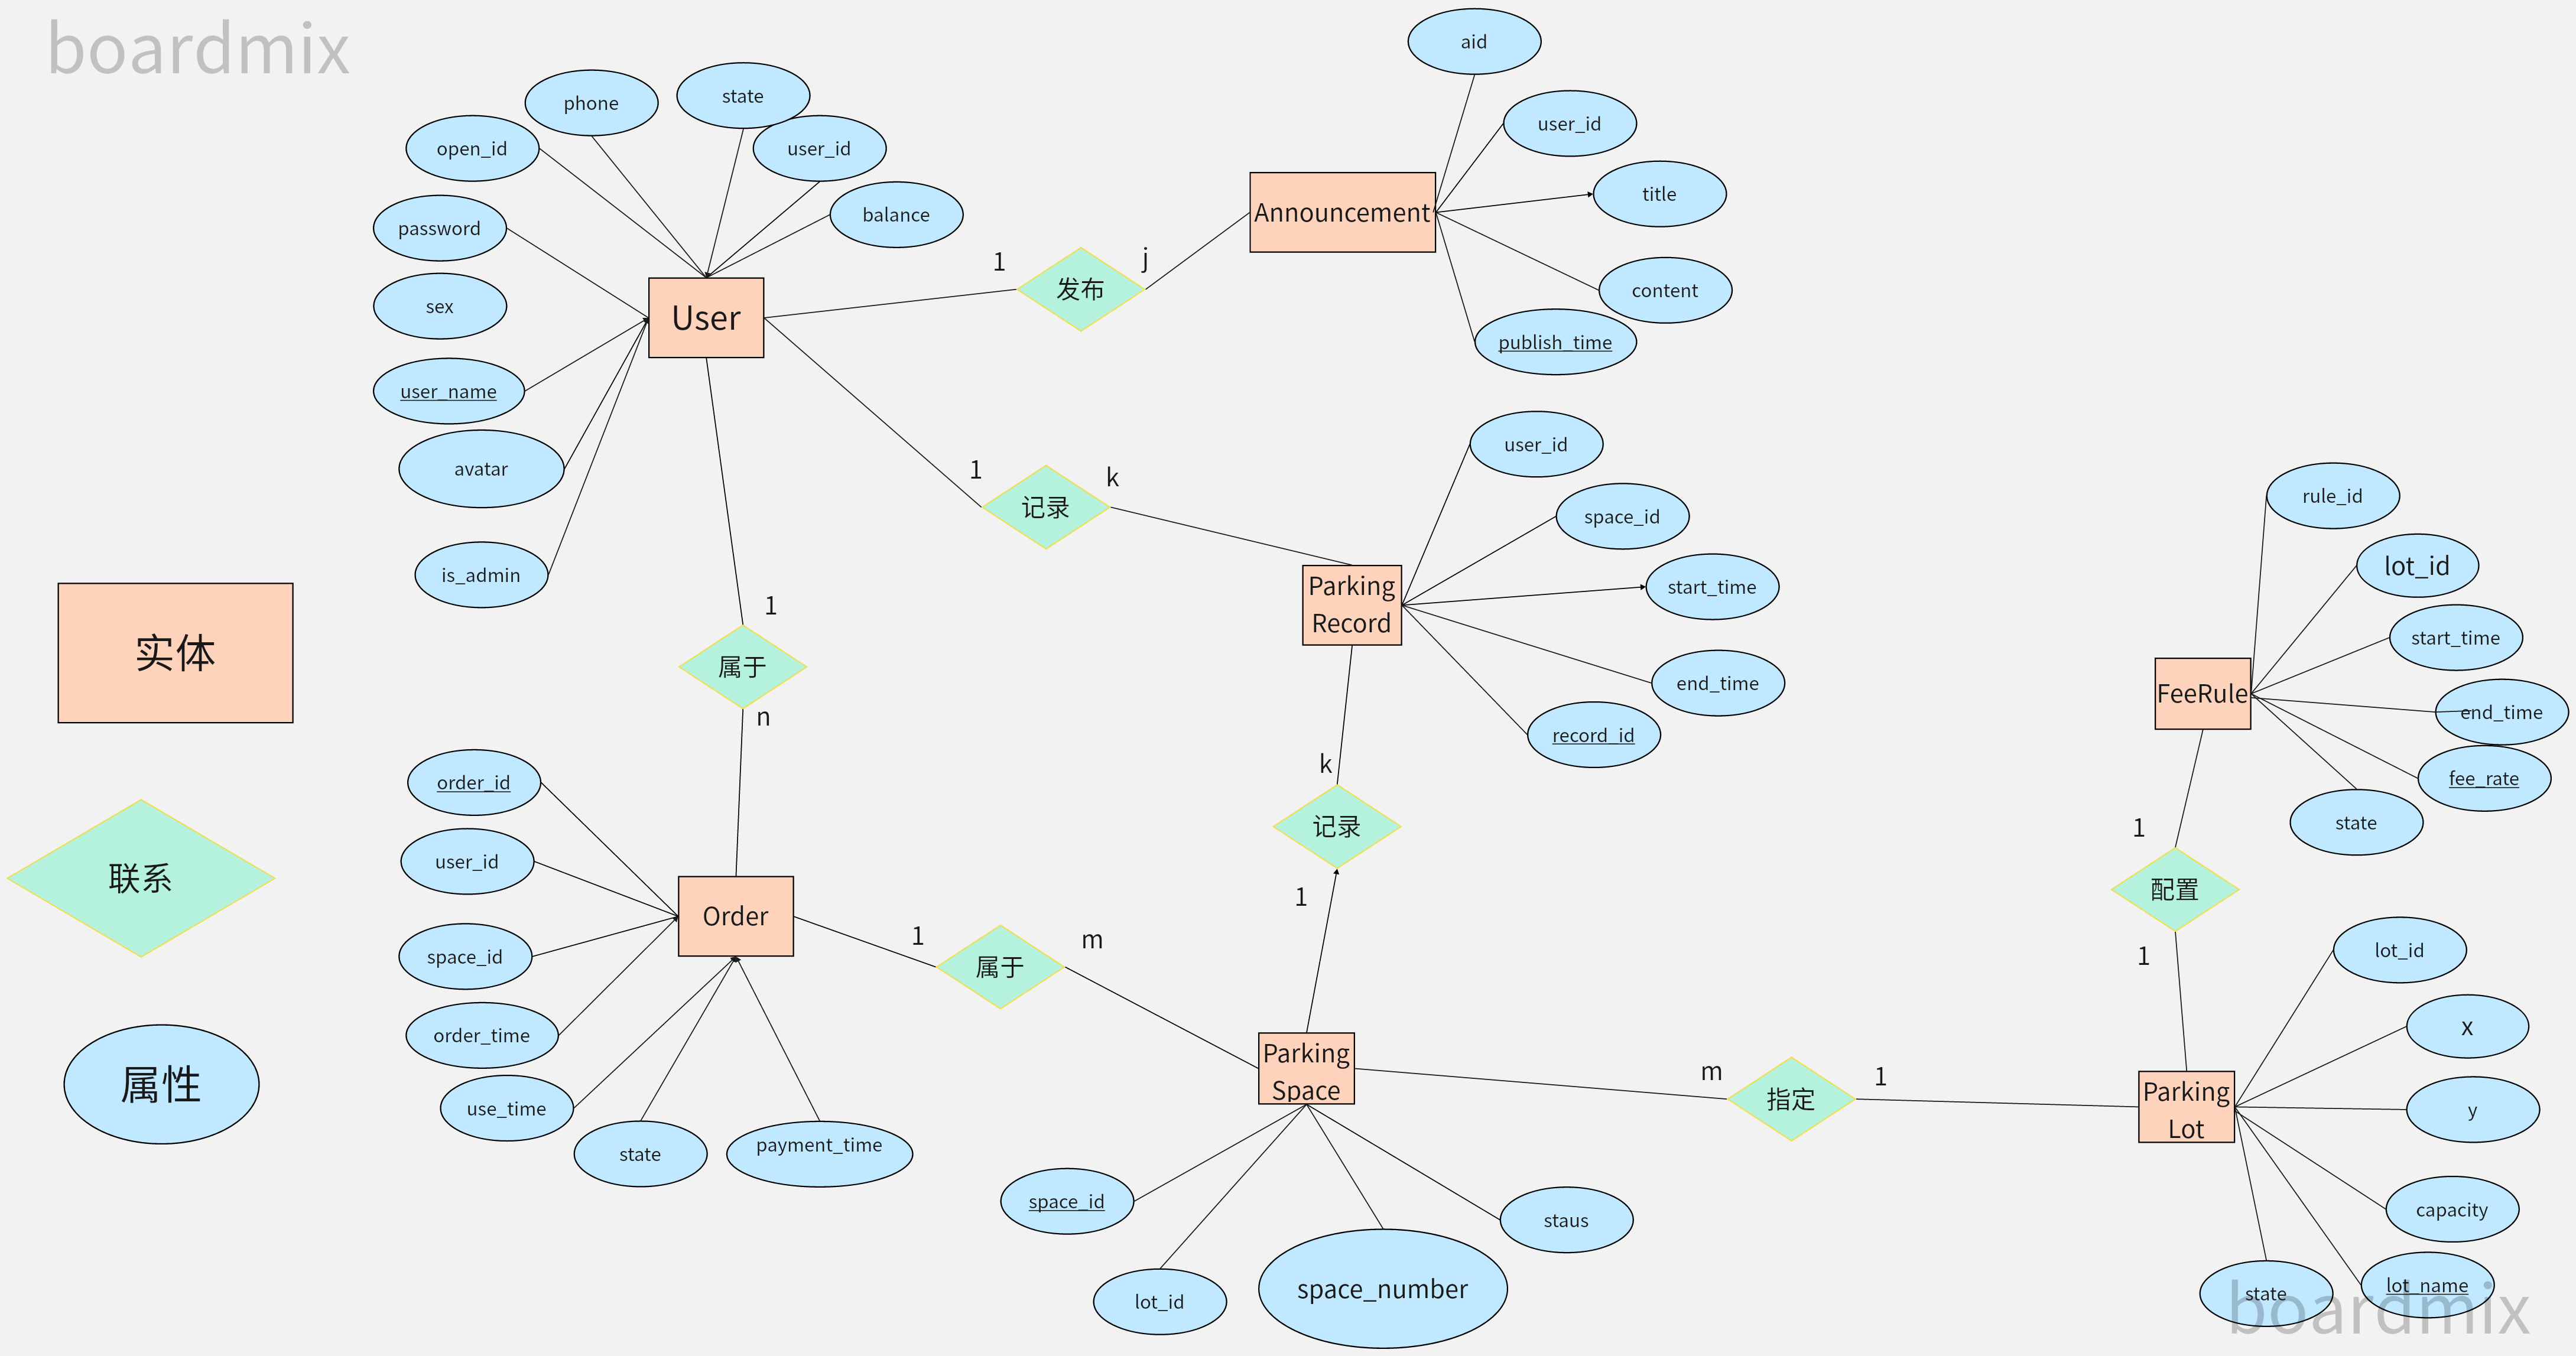 boardmix
aid
phone
state
user_id
open_id
user_id
title
password
balance
Announcement
1
j
发布
content
sex
User
publish_time
user_name
user_id
avatar
1
k
记录
space_id
rule_id
lot_id
is_admin
Parking
Record
start_time
start_time
1
实体
属于
end_time
FeeRule
end_time
n
record_id
order_id
k
fee_rate
记录
state
1
user_id
联系
1
配置
Order
1
m
属于
space_id
1
lot_id
order_time
x
Parking
Space
m
指定
1
属性
use_time
Parking
Lot
y
state
payment_time
space_id
staus
capacity
lot_id
space_number
state
lot_name
boardmix